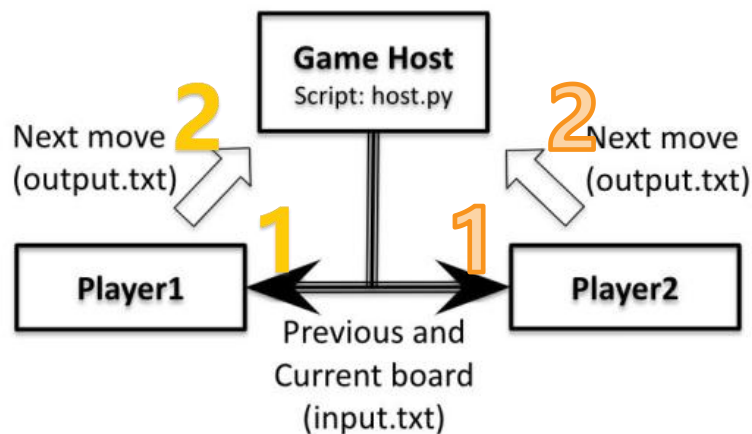 Game Host
Script: host.py
2
2
Next move
(output.txt)
Next move
(output.txt)
1
1
Player1
Player2
Previous and
Current board
(input.txt)